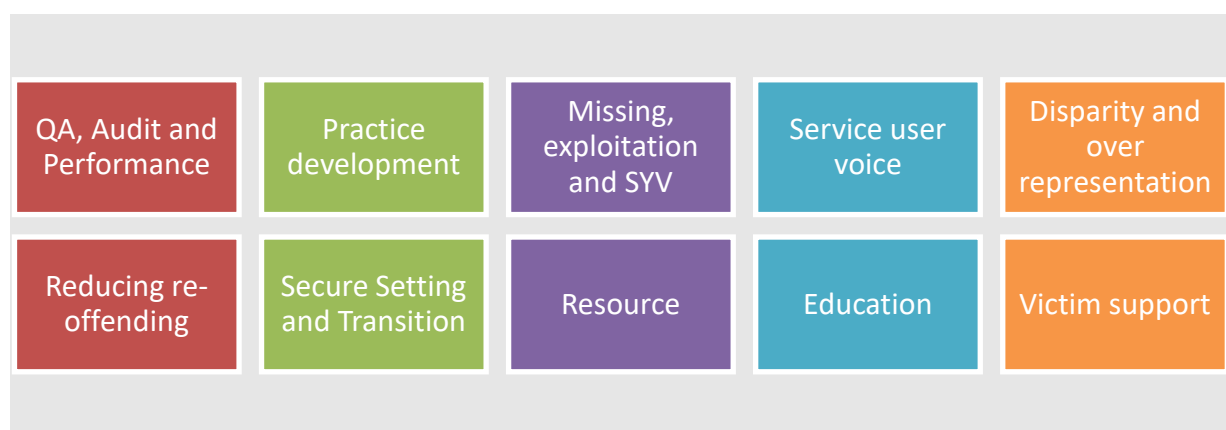 QA, Audit and
Performance
Practice
development
Missing,
exploitation
and SYV
Service user
voice
Disparity and
over
representation
Reducing re-
offending
Secure Setting
and Transition
Resource
Education
Victim support